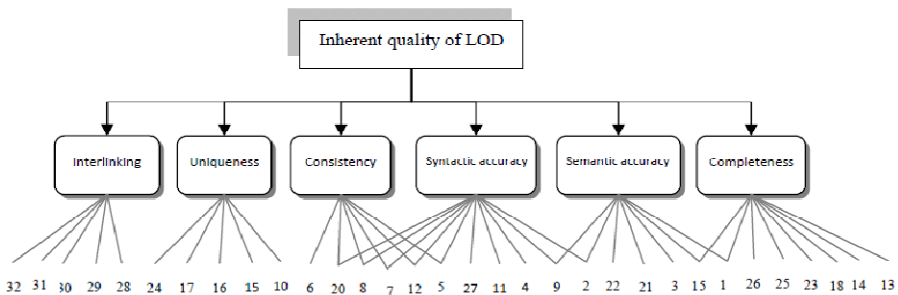 Inherent quality of LOD
Interlinking Uniqueness Consistency Syntactic accuracy Semantic accuracy Completeness
32 31 30 29 28 24 17 16 15 10 6 20 8 7 12 5 27 11 4 9 2 22 21 3 15 1 26 25 23 18 14 13